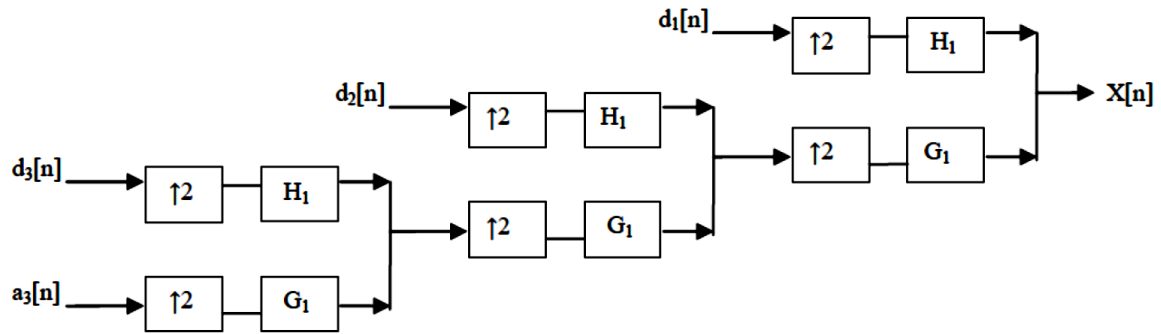 d₁[n] ↑2 H₁
X[n]
d₂[n] ↑2 H₁
↑2 G₁
d₃[n] ↑2 H₁
↑2 G₁
a₃[n] ↑2 G₁